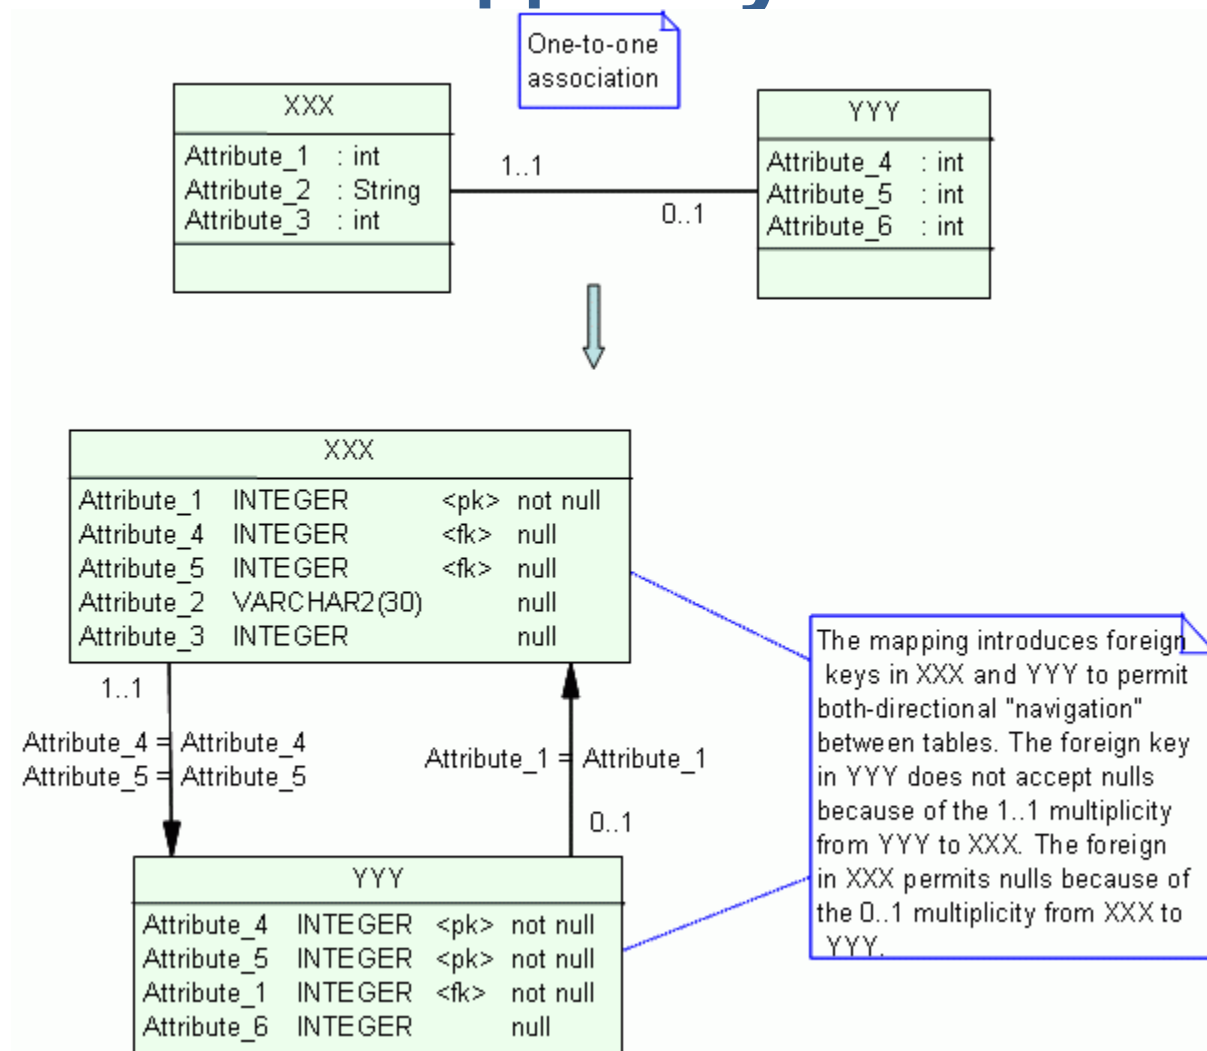 One-to-one
association
XXX
Attribute_1 : int
Attribute_2 : String
Attribute_3 : int
1..1
0..1
YYY
Attribute_4 : int
Attribute_5 : int
Attribute_6 : int
XXX
Attribute_1 INTEGER <pk> not null
Attribute_4 INTEGER <fk> null
Attribute_5 INTEGER <fk> null
Attribute_2 VARCHAR2(30) null
Attribute_3 INTEGER null
1..1
Attribute_4 = Attribute_4
Attribute_5 = Attribute_5
Attribute_1 = Attribute_1
0..1
The mapping introduces foreign
keys in XXX and YYY to permit
both-directional "navigation"
between tables. The foreign key
in YYY does not accept nulls
because of the 1..1 multiplicity
from YYY to XXX. The foreign
in XXX permits nulls because of
the 0..1 multiplicity from XXX to
YYY.
YYY
Attribute_4 INTEGER <pk> not null
Attribute_5 INTEGER <pk> not null
Attribute_1 INTEGER <fk> not null
Attribute_6 INTEGER null